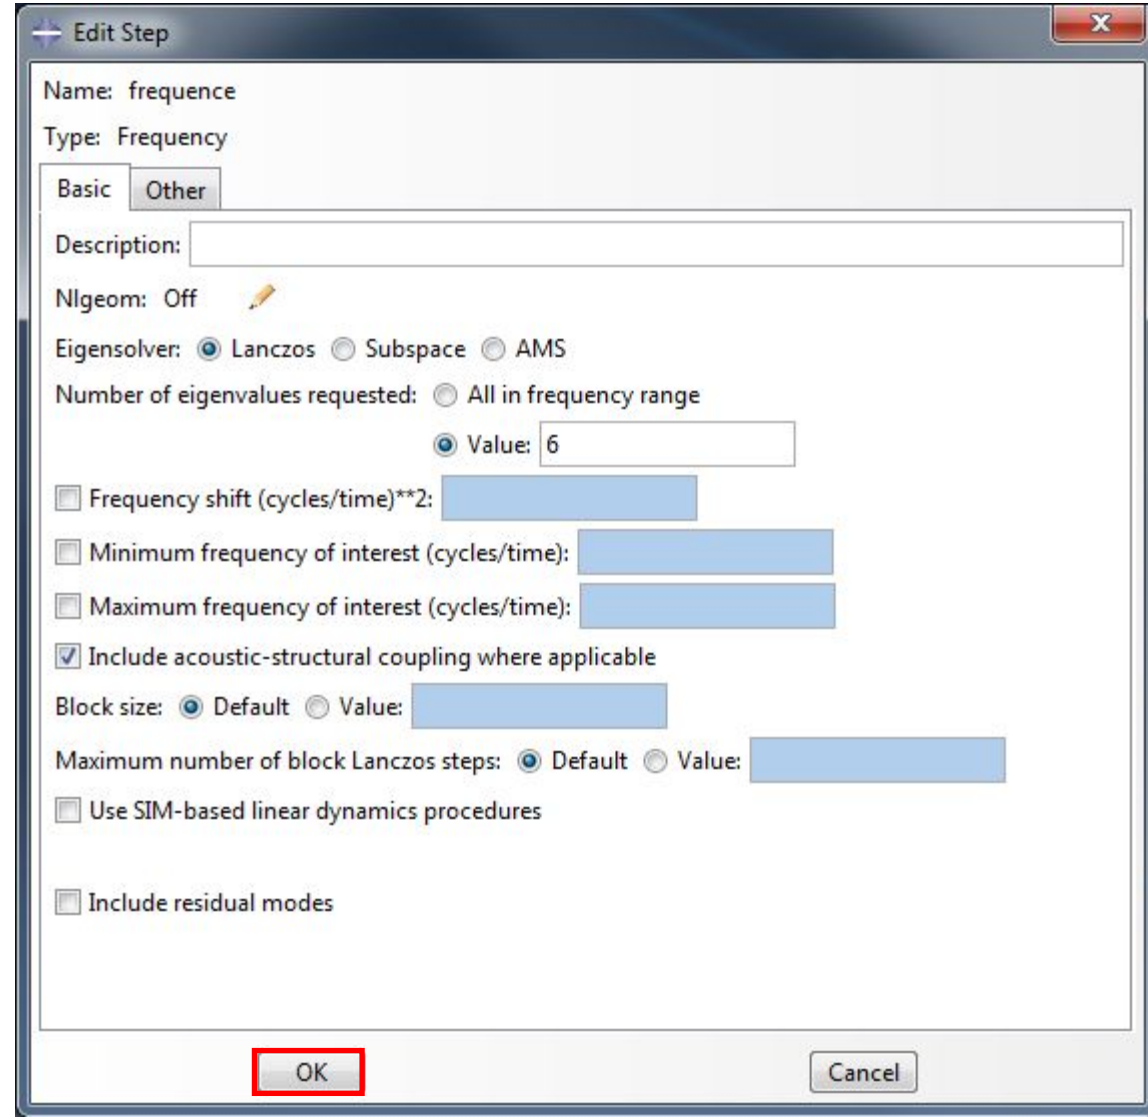 Edit Step
Name: frequence
Type: Frequency
Basic Other
Description:
Nlgeom: Off
Eigensolver: Lanczos Subspace AMS
Number of eigenvalues requested: All in frequency range
Value: 6
Frequency shift (cycles/time)**2:
Minimum frequency of interest (cycles/time):
Maximum frequency of interest (cycles/time):
Include acoustic-structural coupling where applicable
Block size: Default Value:
Maximum number of block Lanczos steps: Default Value:
Use SIM-based linear dynamics procedures
Include residual modes
OK Cancel